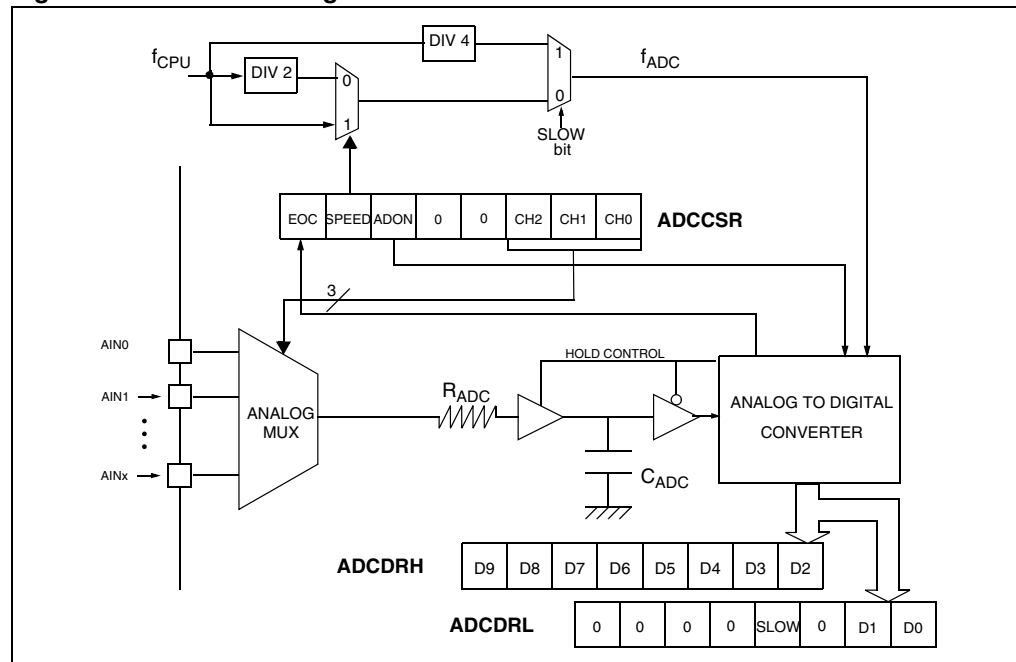 DIV 4
1
fCPU
fADC
DIV 2
0
0
1
SLOW
bit
EOC SPEED ADON 0 0 CH2 CH1 CH0 ADCCSR
3
HOLD CONTROL
AIN0
RADC
AIN1
ANALOG
MUX
ANALOG TO DIGITAL
CONVERTER
AINx
CADC
ADCDRH D9 D8 D7 D6 D5 D4 D3 D2
ADCDRL 0 0 0 0 SLOW 0 D1 D0